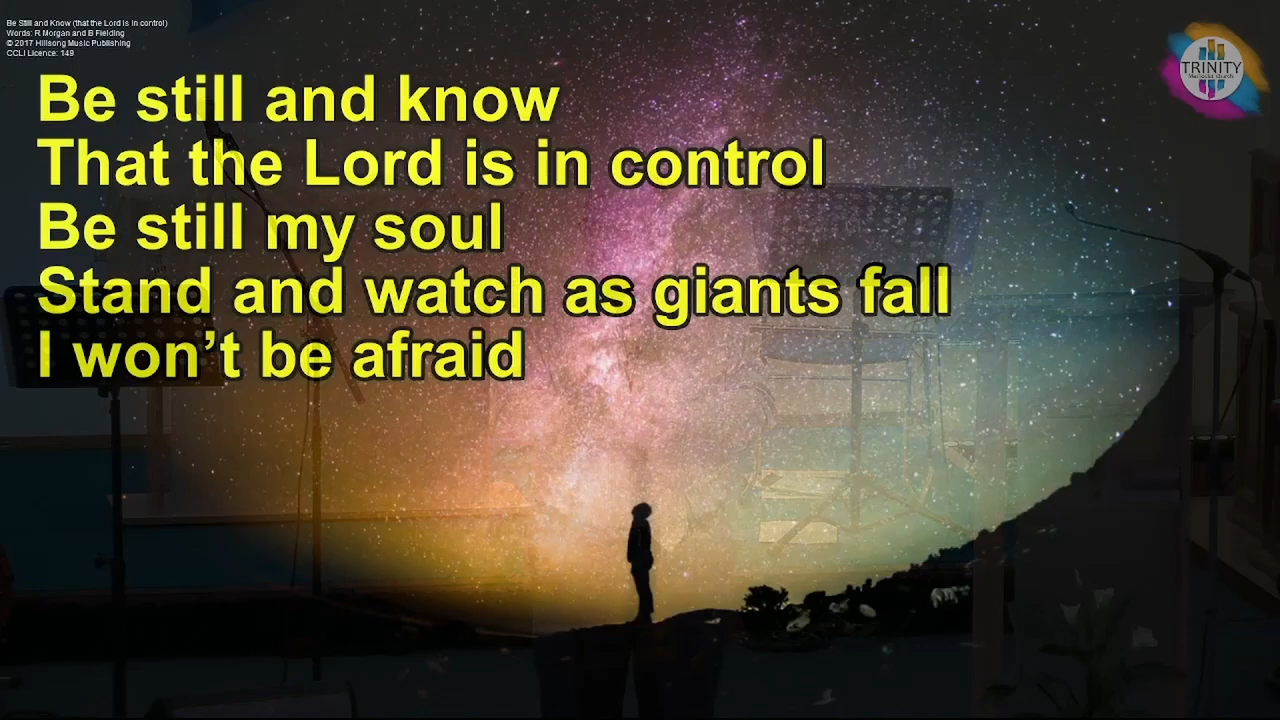 Be Still and Know (that the Lord is in control)
Words: R Morgan and B Fielding
© 2017 Hillsong Music Publishing
CCLI Licence: 149
TRINITY
Methodist Church
Be still and know
That the Lord is in control
Be still my soul
Stand and watch as giants fall
I won’t be afraid